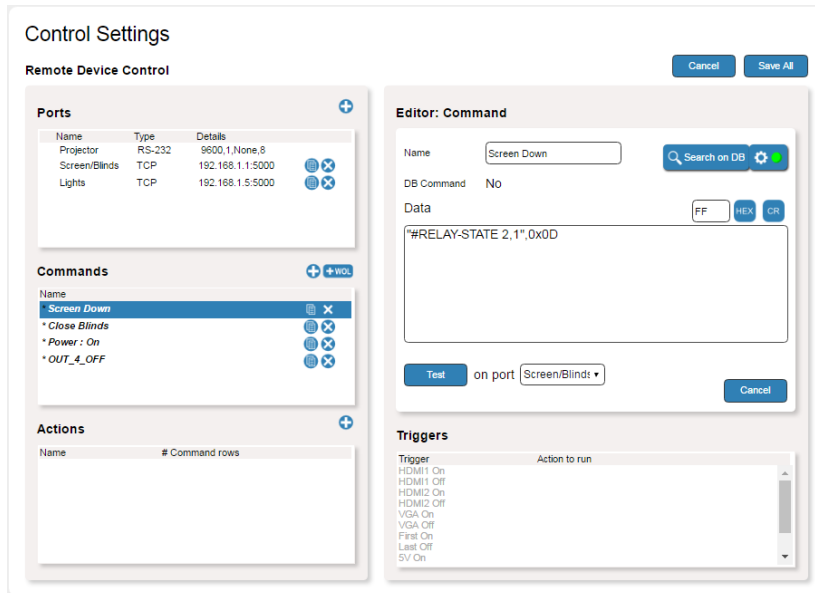 Control Settings
Remote Device Control
Cancel
Save All
Ports
Name Type Details
Projector RS-232 9600,1,None,8
Screen/Blinds TCP 192.168.1.1:5000
Lights TCP 192.168.1.5:5000
Commands
+WOL
Name
* Screen Down
* Close Blinds
* Power : On
* OUT_4_OFF
Actions
Name # Command rows
Editor: Command
Name Screen Down
Search on DB
DB Command No
Data
FF HEX CR
"#RELAY-STATE 2,1",0x0D
Test on port Screen/Blinds
Cancel
Triggers
Trigger Action to run
HDMI1 On
HDMI1 Off
HDMI2 On
HDMI2 Off
VGA On
VGA Off
First On
Last Off
5V On